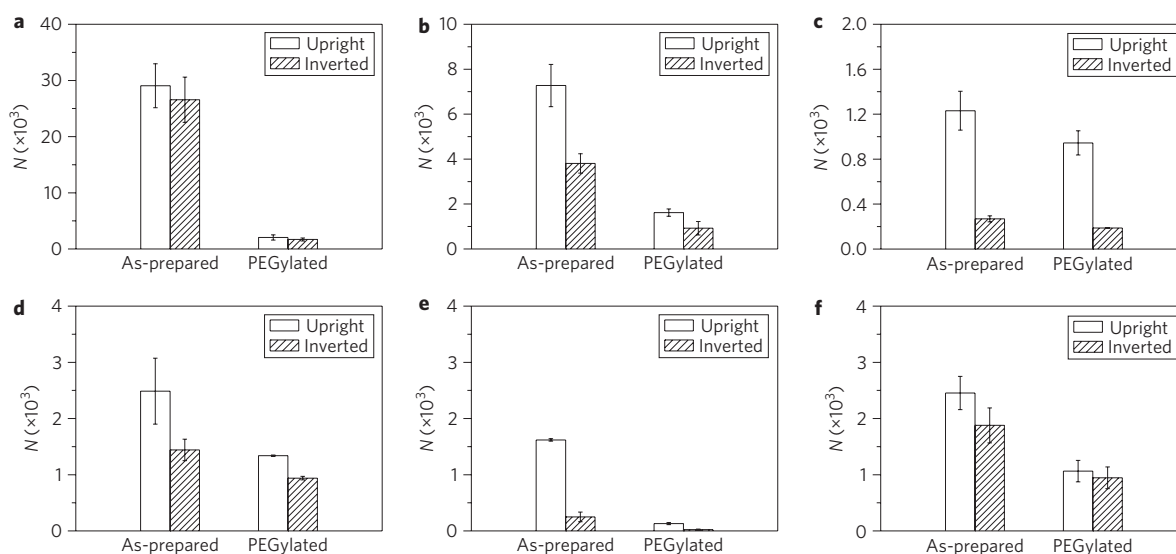 a
N (×10³)
40
30
20
10
0
Upright
Inverted
As-prepared PEGylated
b
N (×10³)
10
8
6
4
2
0
Upright
Inverted
As-prepared PEGylated
c
N (×10³)
2.0
1.6
1.2
0.8
0.4
0.0
Upright
Inverted
As-prepared PEGylated
d
N (×10³)
4
3
2
1
0
Upright
Inverted
As-prepared PEGylated
e
N (×10³)
4
3
2
1
0
Upright
Inverted
As-prepared PEGylated
f
N (×10³)
4
3
2
1
0
Upright
Inverted
As-prepared PEGylated